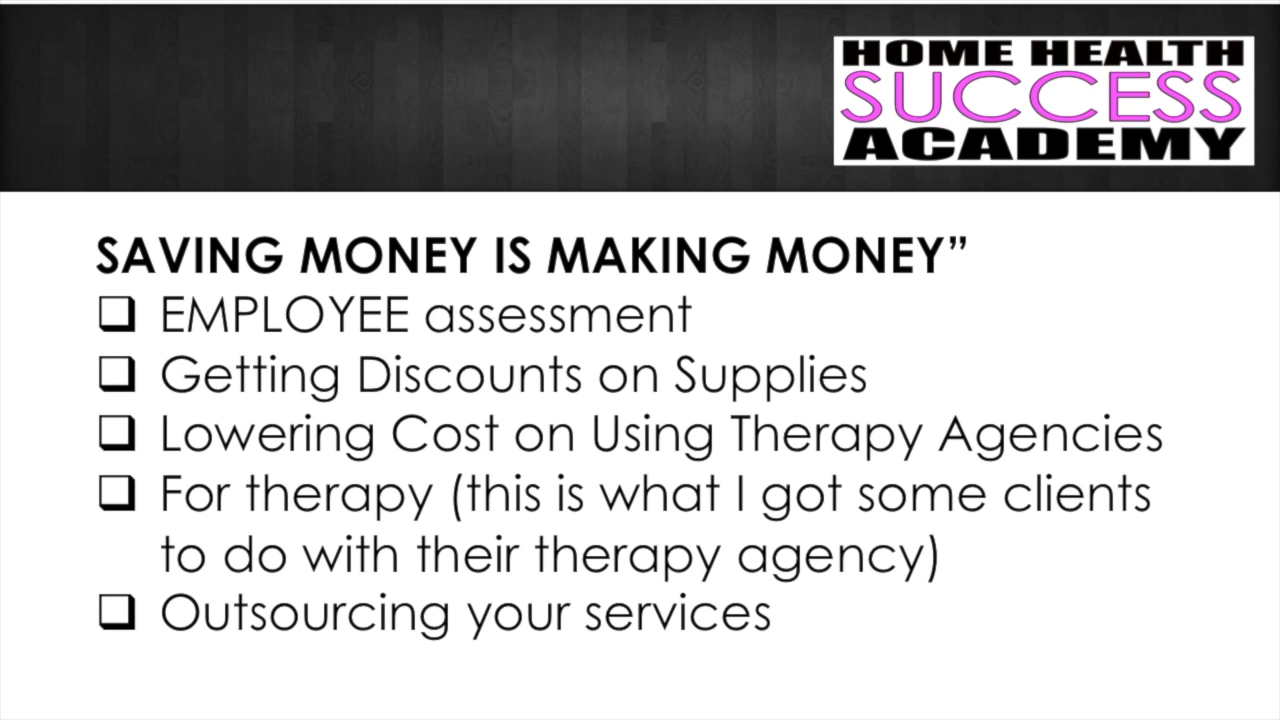 HOME HEALTH
SUCCESS
ACADEMY
SAVING MONEY IS MAKING MONEY”
❑ EMPLOYEE assessment
❑ Getting Discounts on Supplies
❑ Lowering Cost on Using Therapy Agencies
❑ For therapy (this is what I got some clients
to do with their therapy agency)
❑ Outsourcing your services